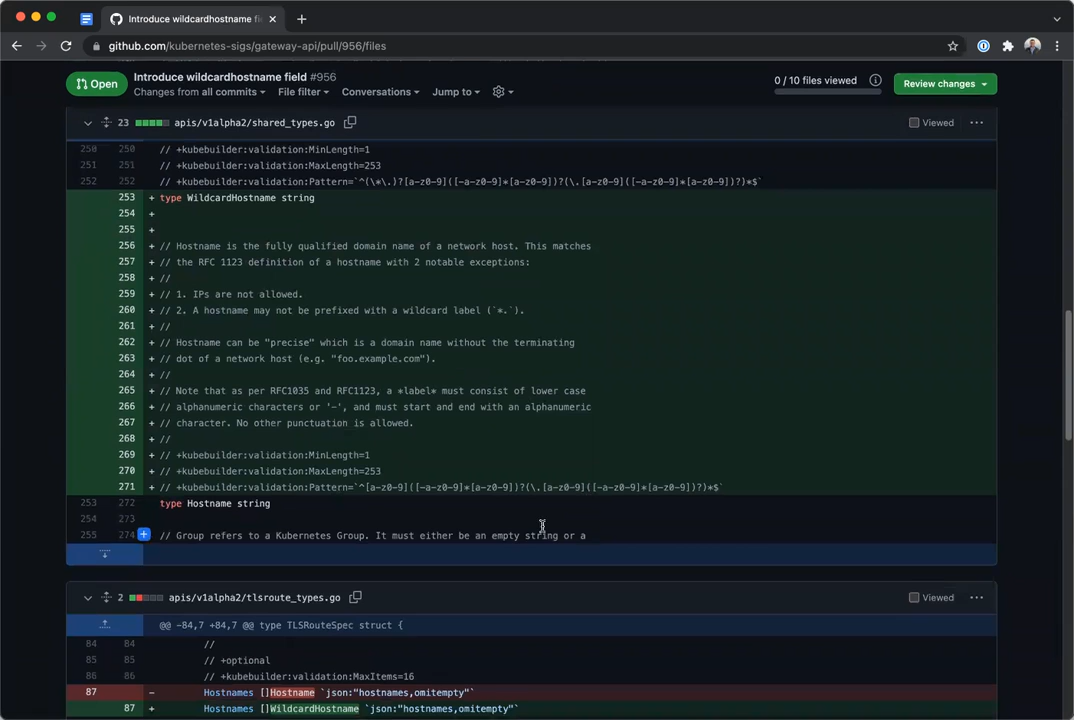 Introduce wildcardhostname fi
github.com/kubernetes-sigs/gateway-api/pull/956/files
Open
Introduce wildcardhostname field #956
Changes from all commits File filter Conversations Jump to
0 / 10 files viewed
Review changes
23 apis/v1alpha2/shared_types.go
Viewed
250 250 // +kubebuilder:validation:MinLength=1
251 251 // +kubebuilder:validation:MaxLength=253
252 252 // +kubebuilder:validation:Pattern=`^(\*\.)?[a-z0-9]([-a-z0-9]*[a-z0-9])?(\.[a-z0-9]([-a-z0-9]*[a-z0-9])?)*$`
253 + type WildcardHostname string
254 +
255 +
256 + // Hostname is the fully qualified domain name of a network host. This matches
257 + // the RFC 1123 definition of a hostname with 2 notable exceptions:
258 + //
259 + // 1. IPs are not allowed.
260 + // 2. A hostname may not be prefixed with a wildcard label (`*.`).
261 + //
262 + // Hostname can be "precise" which is a domain name without the terminating
263 + // dot of a network host (e.g. "foo.example.com").
264 + //
265 + // Note that as per RFC1035 and RFC1123, a *label* must consist of lower case
266 + // alphanumeric characters or '-', and must start and end with an alphanumeric
267 + // character. No other punctuation is allowed.
268 + //
269 + // +kubebuilder:validation:MinLength=1
270 + // +kubebuilder:validation:MaxLength=253
271 + // +kubebuilder:validation:Pattern=`^[a-z0-9]([-a-z0-9]*[a-z0-9])?(\.[a-z0-9]([-a-z0-9]*[a-z0-9])?)*$`
253 272 type Hostname string
254 273
255 274 // Group refers to a Kubernetes Group. It must either be an empty string or a
2 apis/v1alpha2/tlsroute_types.go
Viewed
@@ -84,7 +84,7 @@ type TLSRouteSpec struct {
84 84 //
85 85 // +optional
86 86 // +kubebuilder:validation:MaxItems=16
87 - Hostnames []Hostname `json:"hostnames,omitempty"`
87 + Hostnames []WildcardHostname `json:"hostnames,omitempty"`